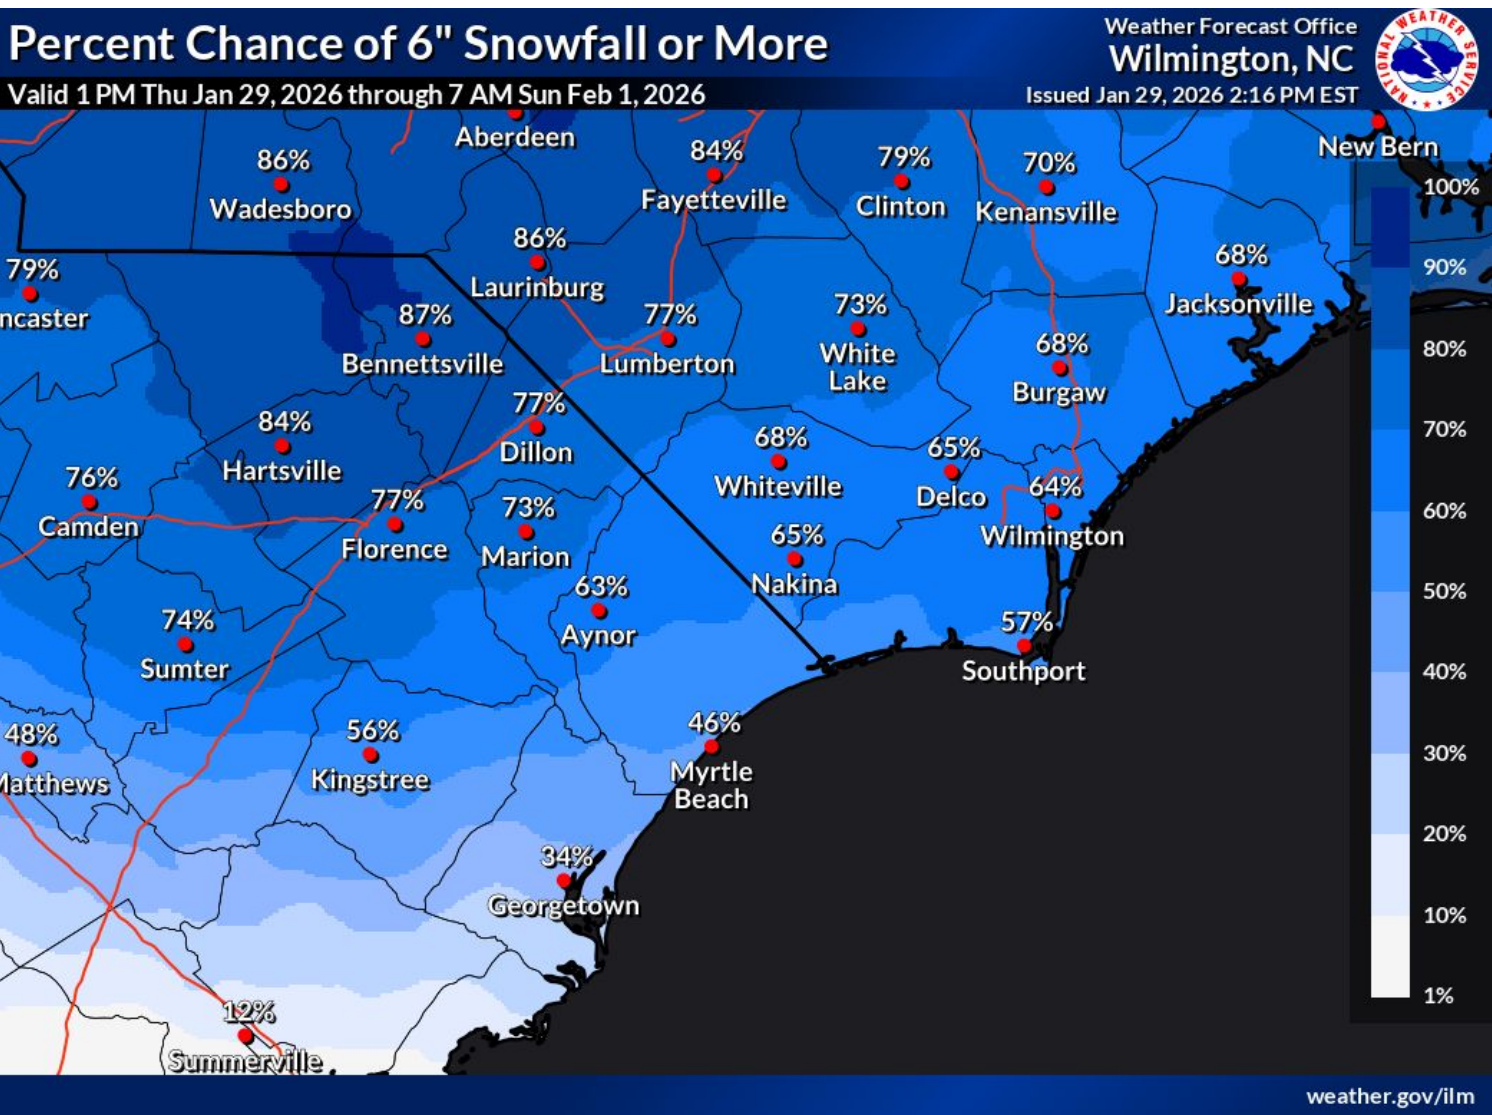 Percent Chance of 6" Snowfall or More
Valid 1 PM Thu Jan 29, 2026 through 7 AM Sun Feb 1, 2026
Weather Forecast Office
Wilmington, NC
Issued Jan 29, 2026 2:16 PM EST
NATIONAL WEATHER SERVICE
Aberdeen
New Bern
86%
Wadesboro
84%
Fayetteville
79%
Clinton
70%
Kenansville
86%
Laurinburg
79%
ncaster
68%
Jacksonville
87%
Bennettsville
77%
Lumberton
73%
White
Lake
68%
Burgaw
84%
Hartsville
77%
Dillon
68%
Whiteville
65%
Delco
64%
Wilmington
76%
Camden
77%
Florence
73%
Marion
65%
Nakina
63%
Aynor
74%
Sumter
57%
Southport
48%
Matthews
56%
Kingstree
46%
Myrtle
Beach
34%
Georgetown
12%
Summerville
100%
90%
80%
70%
60%
50%
40%
30%
20%
10%
1%
weather.gov/ilm